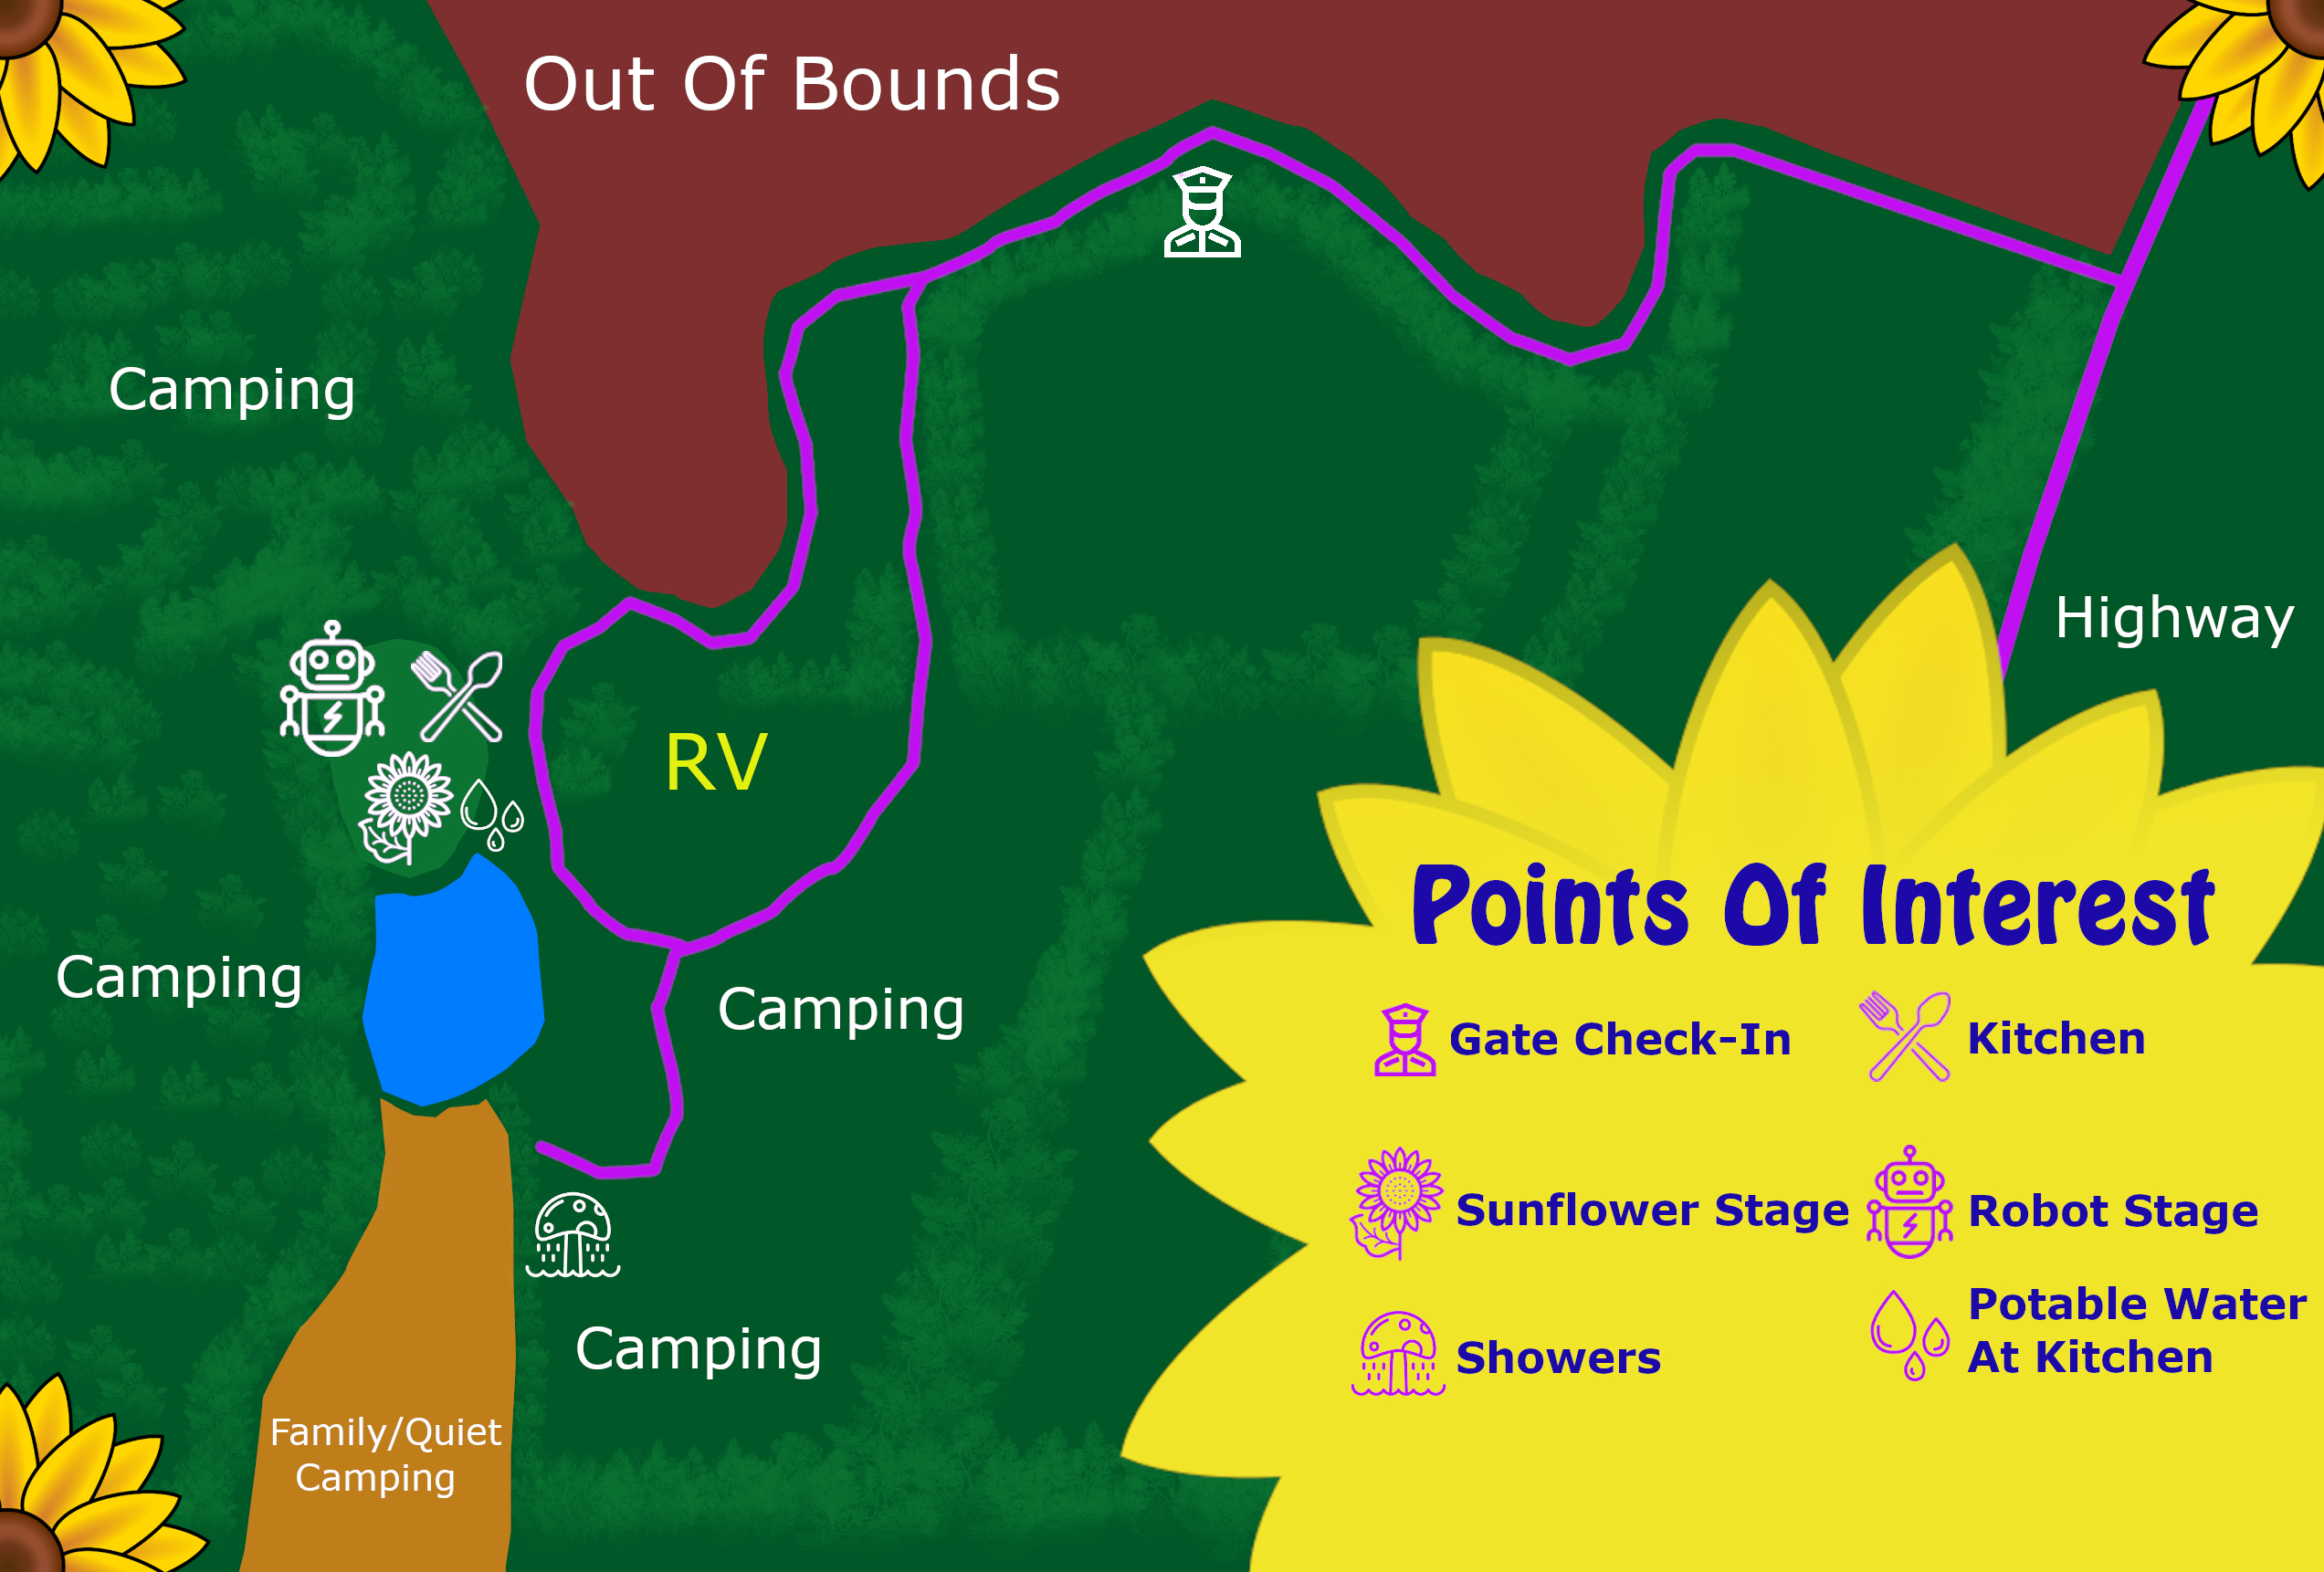 Out Of Bounds
Camping
Highway
RV
Camping
Camping
Camping
Family/Quiet
Camping
Points Of Interest
Gate Check-In
Kitchen
Sunflower Stage
Robot Stage
Showers
Potable Water
At Kitchen